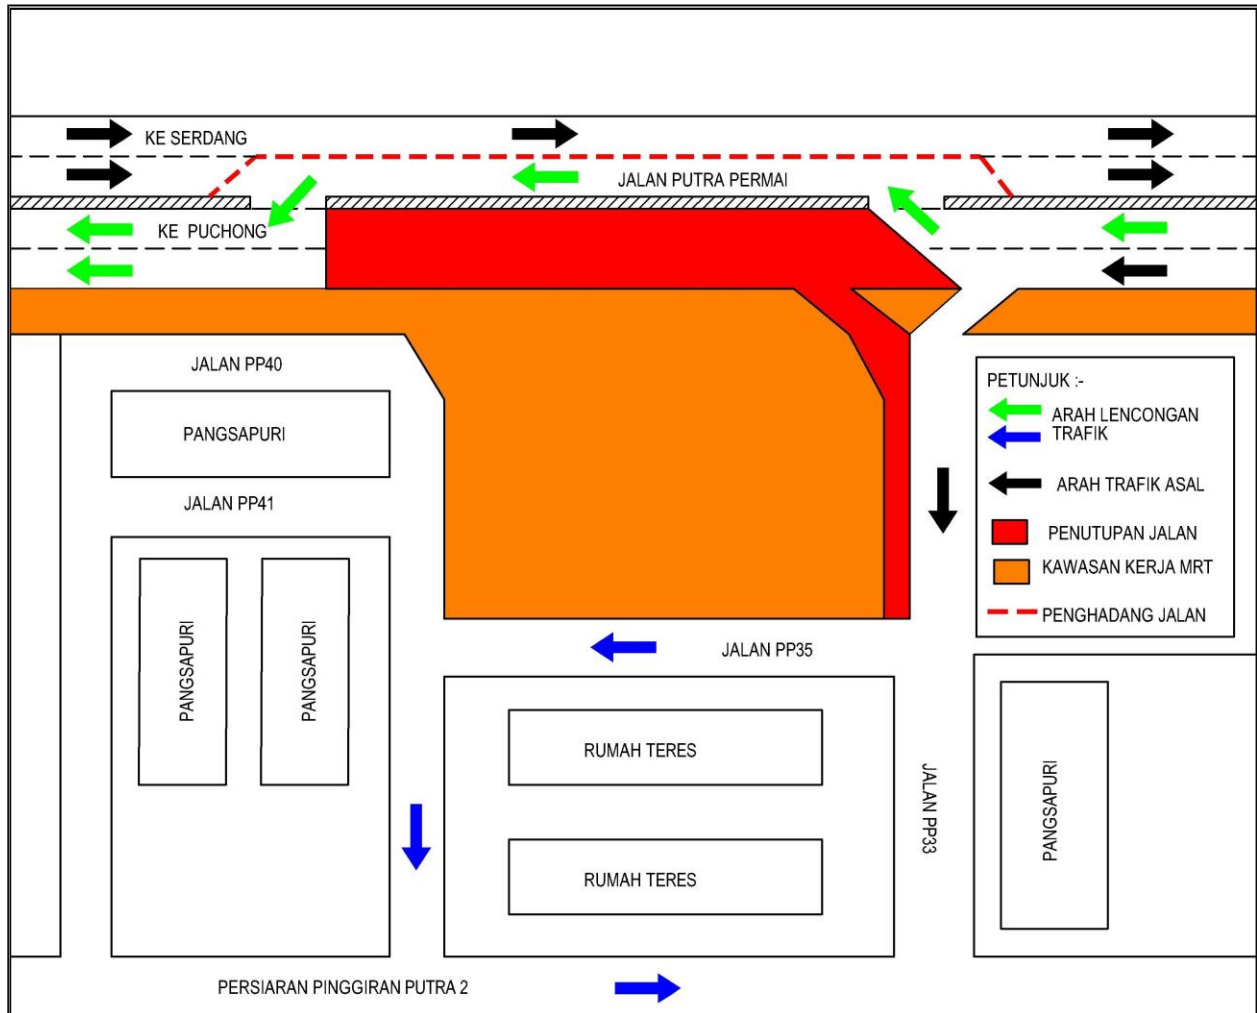 KE SERDANG
JALAN PUTRA PERMAI
KE PUCHONG
JALAN PP40
PANGSAPURI
JALAN PP41
PANGSAPURI
PANGSAPURI
PETUNJUK :-
ARAH LENCONGAN
TRAFIK
ARAH TRAFIK ASAL
PENUTUPAN JALAN
KAWASAN KERJA MRT
PENGHADANG JALAN
JALAN PP35
RUMAH TERES
RUMAH TERES
JALAN PP33
PANGSAPURI
PERSIARAN PINGGIRAN PUTRA 2